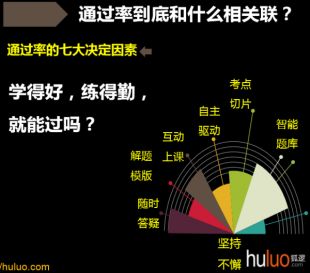 通过率到底和什么相关联？
通过率的七大决定因素
学得好，练得勤，
就能过吗？
考点
切片
自主
驱动
智能
题库
互动
上课
解题
模版
随时
答疑
坚持
不懈
/huluo.com
huluo 狐逻
.com